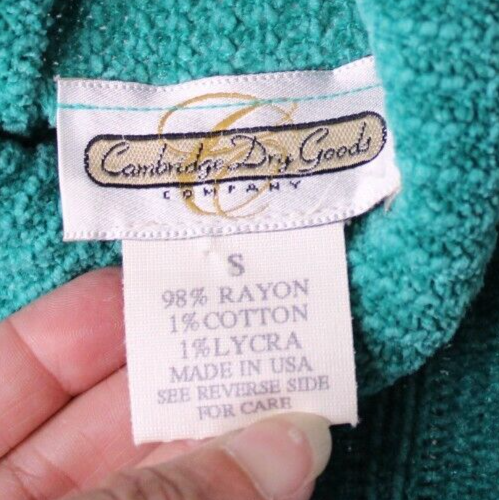 Cambridge Dry Goods
COMPANY
S
98% RAYON
1% COTTON
1% LYCRA
MADE IN USA
SEE REVERSE SIDE
FOR CARE